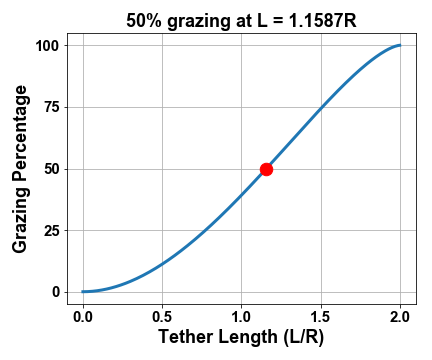 50% grazing at L = 1.1587R
Grazing Percentage
100
75
50
25
0
0.0 0.5 1.0 1.5 2.0
Tether Length (L/R)